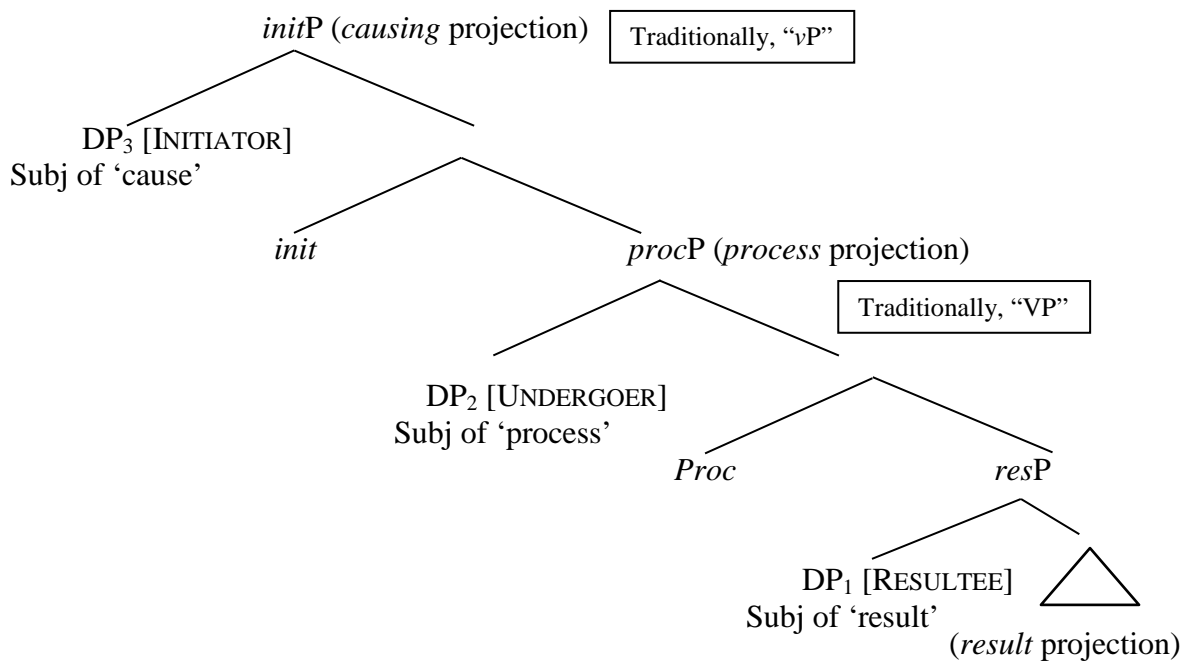 initP (causing projection) Traditionally, “vP”
DP₃ [INITIATOR]
Subj of ‘cause’
init procP (process projection)
Traditionally, “VP”
DP₂ [UNDERGOER]
Subj of ‘process’
Proc resP
DP₁ [RESULTEE]
Subj of ‘result’
(result projection)